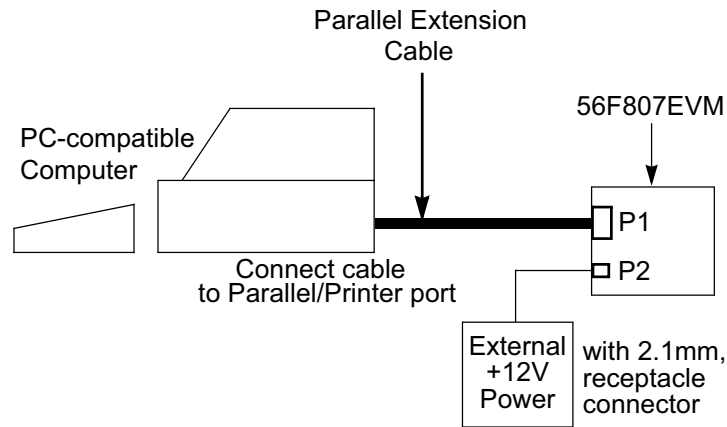 Parallel Extension
Cable
56F807EVM
PC-compatible
Computer
P1
P2
Connect cable
to Parallel/Printer port
External
+12V
Power
with 2.1mm,
receptacle
connector